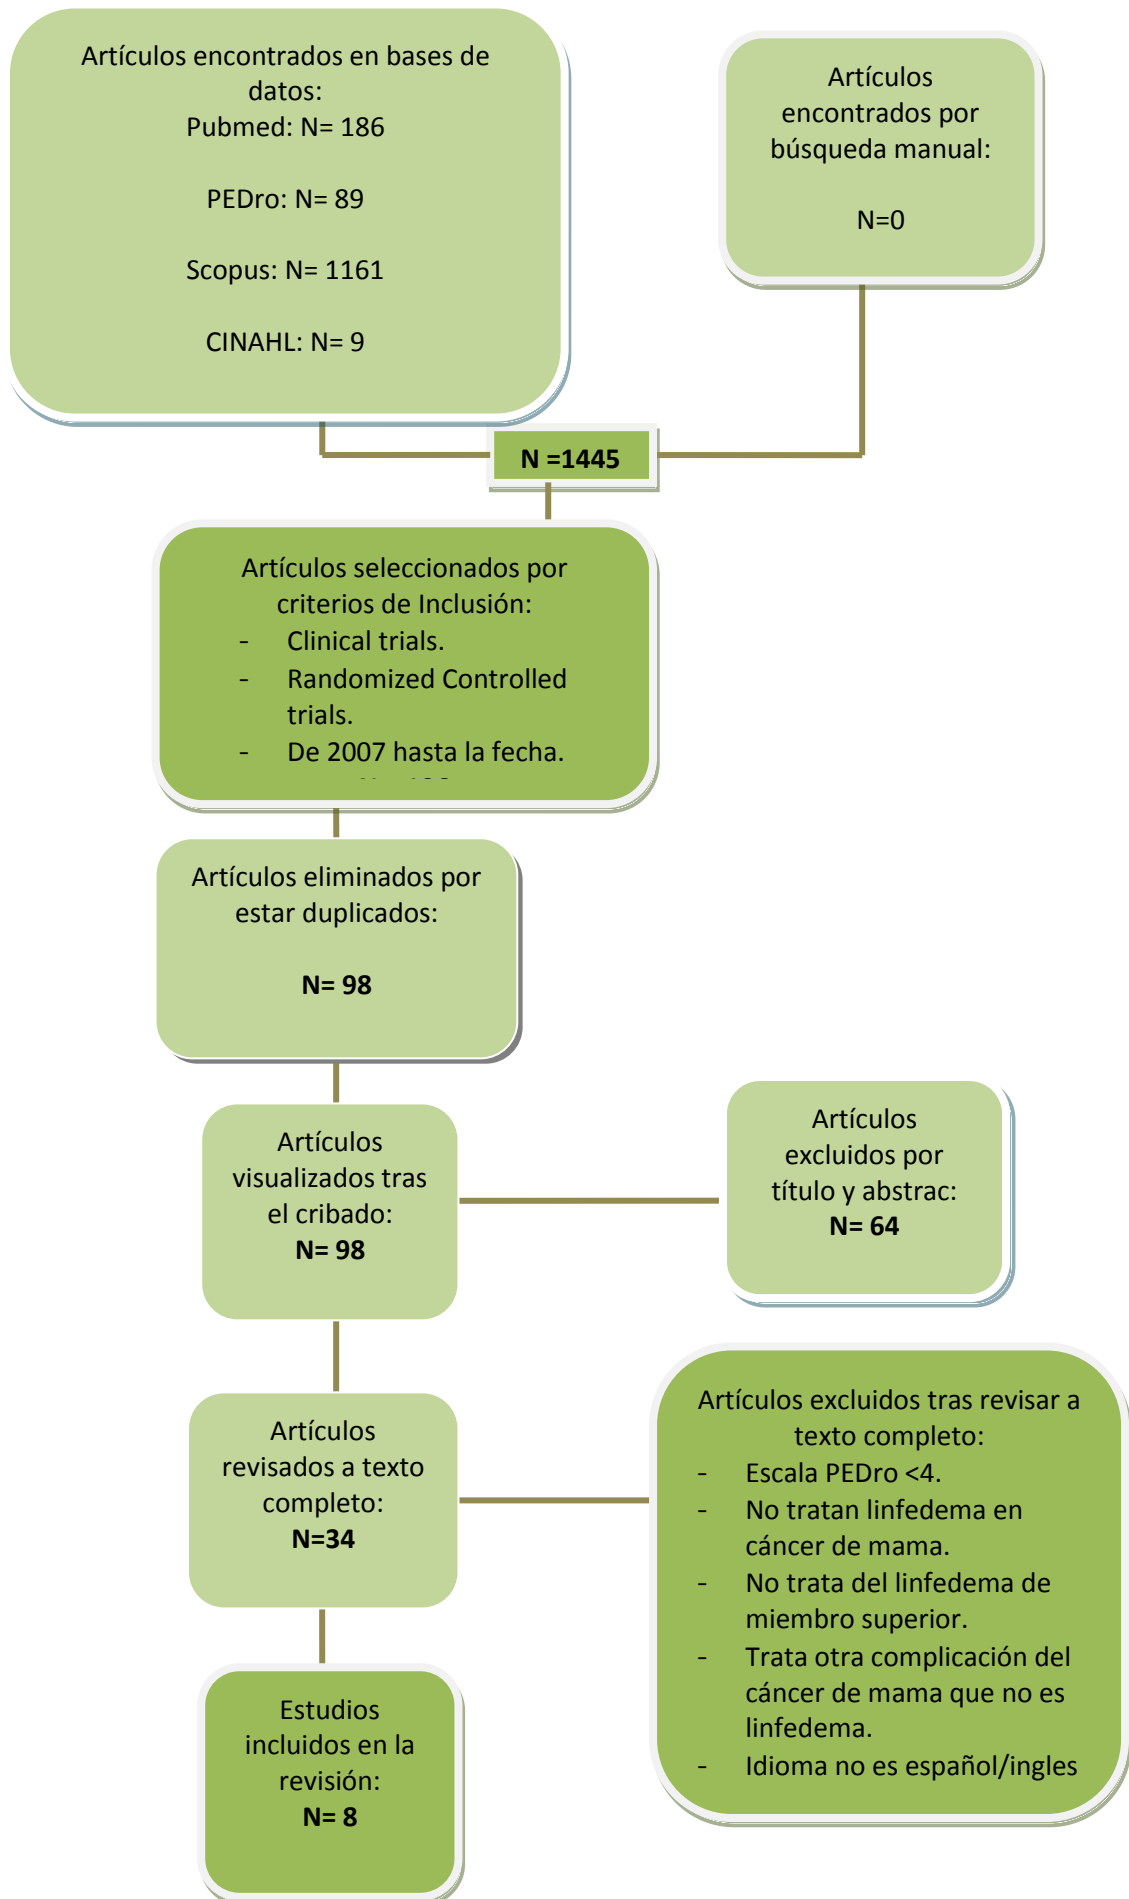 Artículos encontrados en bases de
datos:
Pubmed: N= 186
PEDro: N= 89
Scopus: N= 1161
CINAHL: N= 9
Artículos
encontrados por
búsqueda manual:
N=0
N =1445
Artículos seleccionados por
criterios de Inclusión:
- Clinical trials.
- Randomized Controlled
trials.
- De 2007 hasta la fecha.
Artículos eliminados por
estar duplicados:
N= 98
Artículos
visualizados tras
el cribado:
N= 98
Artículos
excluidos por
título y abstrac:
N= 64
Artículos
revisados a texto
completo:
N=34
Artículos excluidos tras revisar a
texto completo:
- Escala PEDro <4.
- No tratan linfedema en
cáncer de mama.
- No trata del linfedema de
miembro superior.
- Trata otra complicación del
cáncer de mama que no es
linfedema.
- Idioma no es español/ingles
Estudios
incluidos en la
revisión:
N= 8